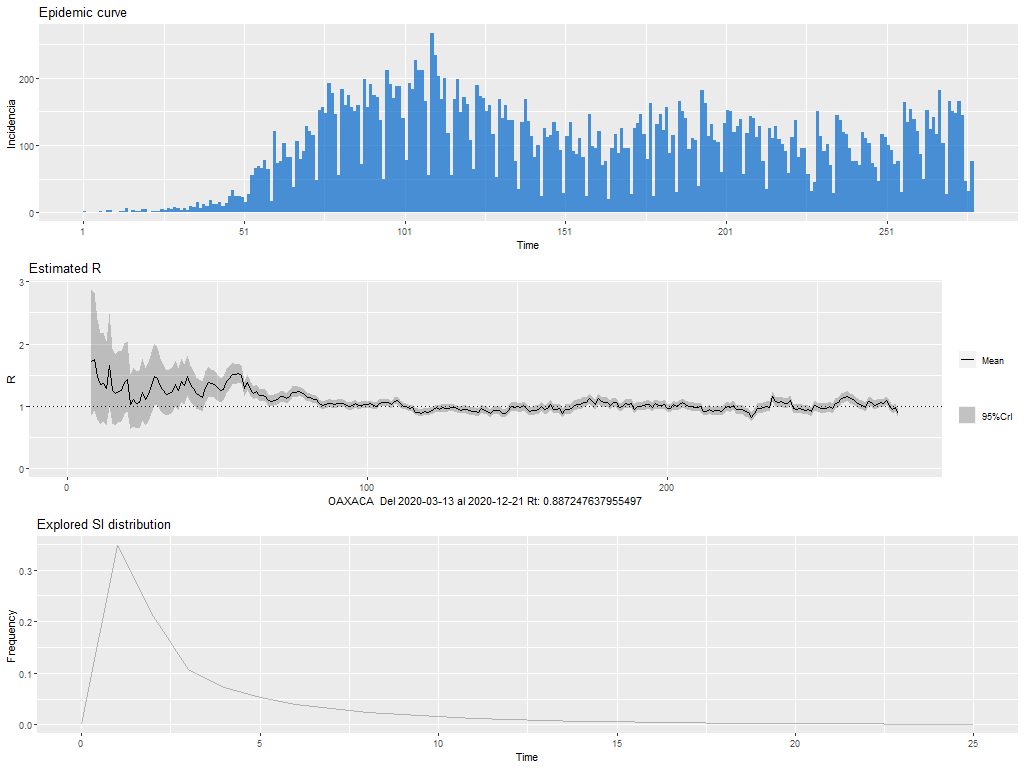 Epidemic curve
200
100
0
Incidencia
1
51
101
151
201
251
Time
Estimated R
3
2
1
0
R
0
100
200
OAXACA Del 2020-03-13 al 2020-12-21 Rt: 0.887247637955497
Mean
95%CrI
Explored SI distribution
0.3
0.2
0.1
0.0
Frequency
0
5
10
15
20
25
Time